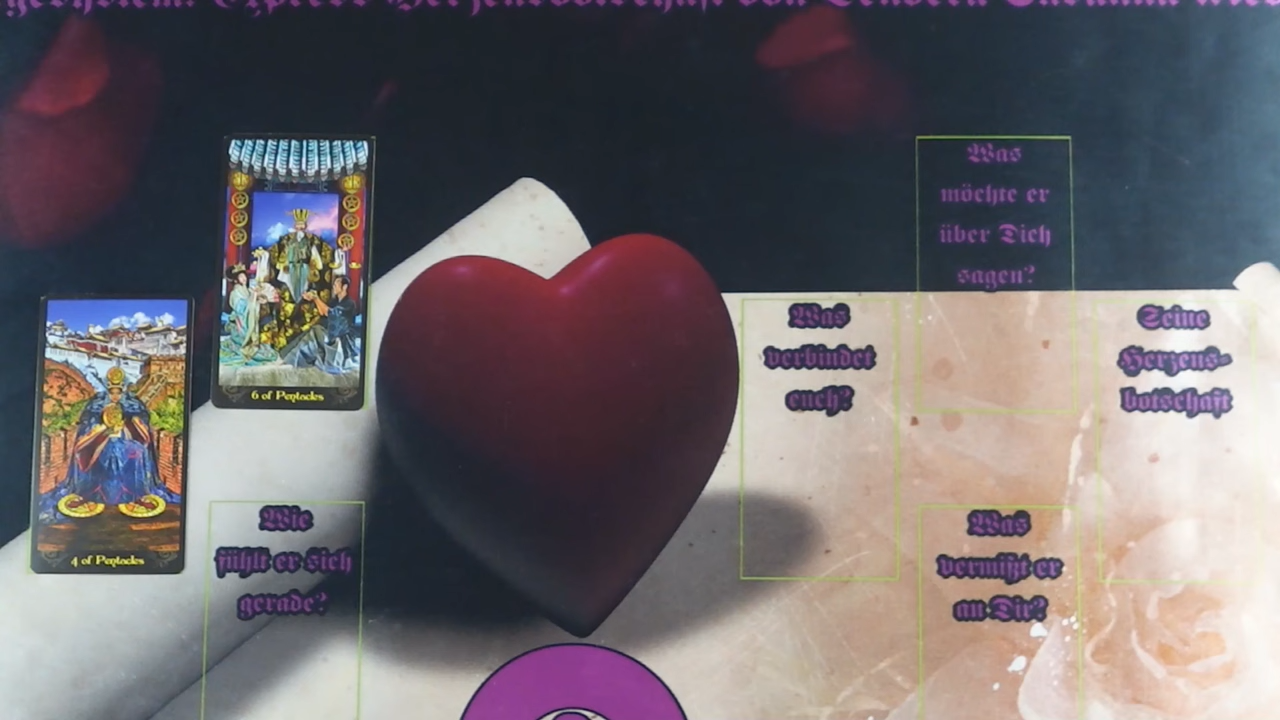 Was
möchte er
über Dich
sagen?
6 of Pentacles
Was
verbindet
euch?
Seine
Herzens-
botschaft
4 of Pentacles
Wie
fühlt er sich
gerade?
Was
vermißt er
an Dir?